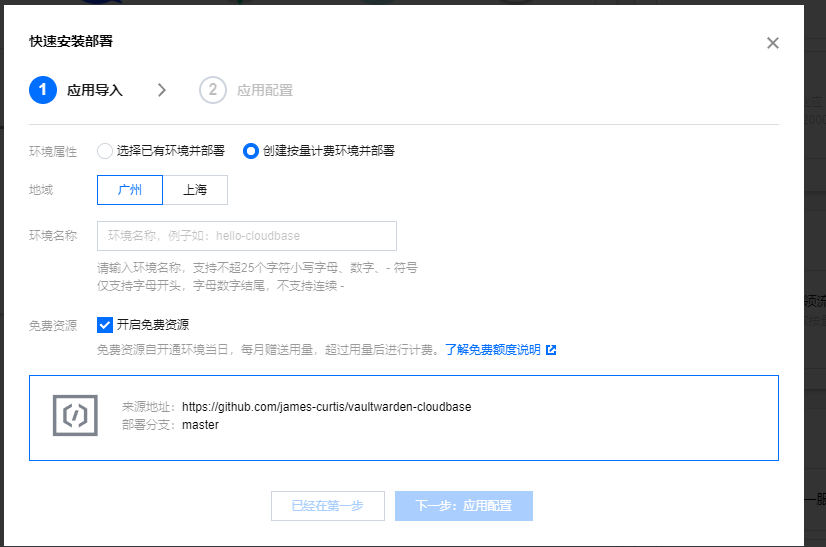 快速安装部署
1 应用导入 2 应用配置
环境属性 选择已有环境并部署 创建按量计费环境并部署
地域 广州 上海
环境名称 环境名称，例子如：hello-cloudbase
请输入环境名称，支持不超25个字符小写字母、数字、- 符号
仅支持字母开头，字母数字结尾，不支持连续 -
免费资源 开启免费资源
免费资源自开通环境当日，每月赠送用量，超过用量后进行计费。了解免费额度说明
来源地址：https://github.com/james-curtis/vaultwarden-cloudbase
部署分支：master
已经在第一步 下一步：应用配置